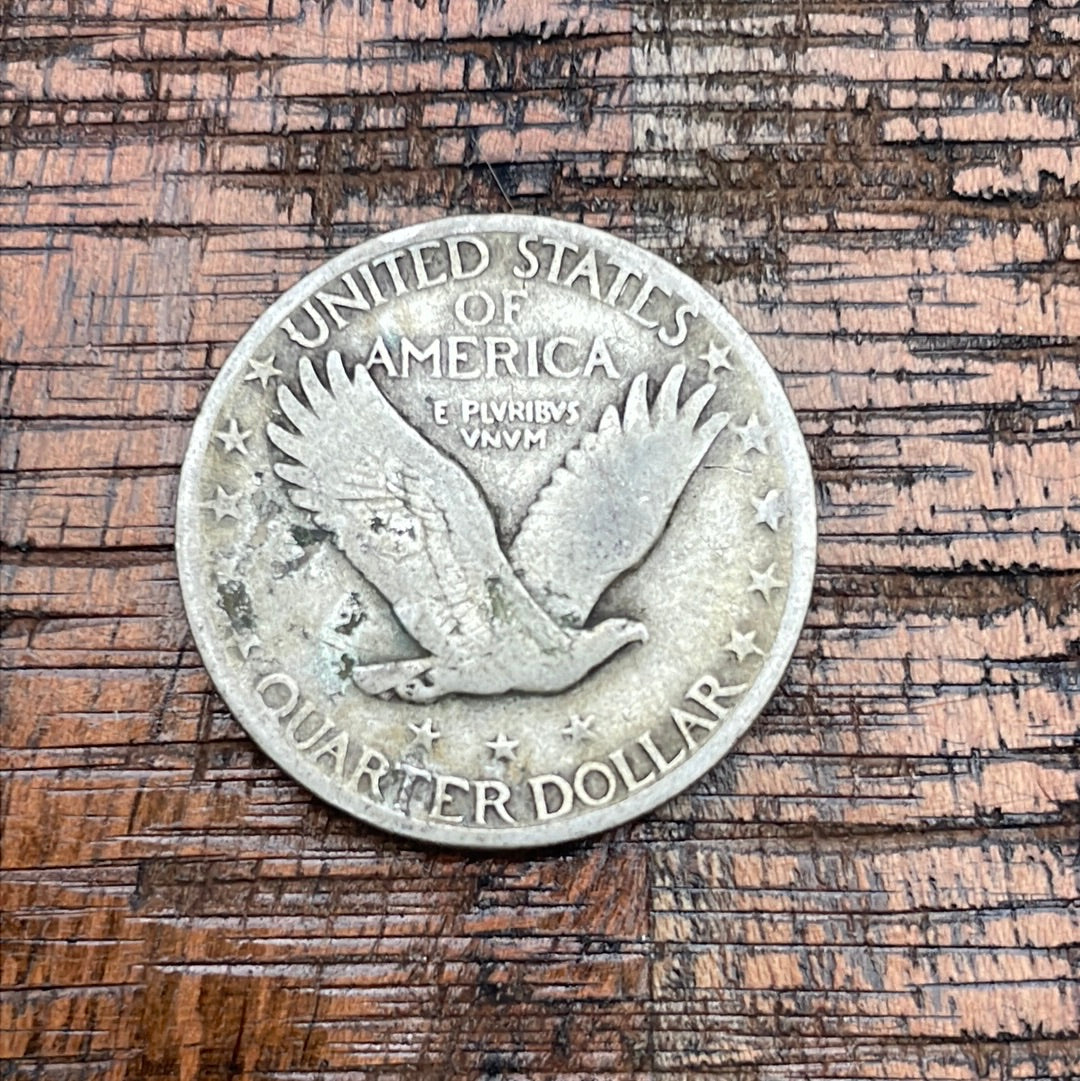 UNITED STATES
OF
AMERICA
E PLVRIBVS
VNVM
QUARTER DOLLAR